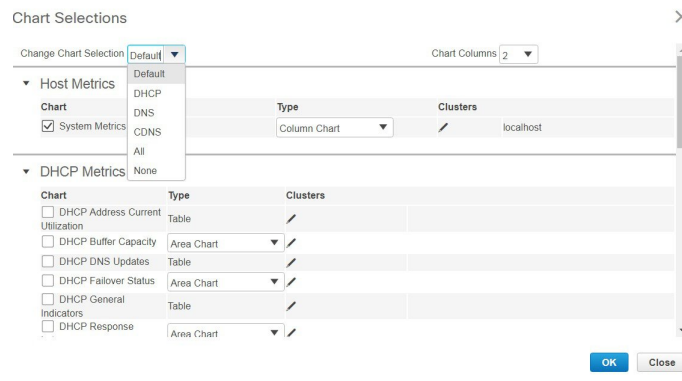 Chart Selections
Change Chart Selection Default
Chart Columns 2
Default
DHCP
DNS
CDNS
All
None
Host Metrics
Chart Type Clusters
System Metrics Column Chart localhost
DHCP Metrics
Chart Type Clusters
DHCP Address Current
Utilization Table
DHCP Buffer Capacity Area Chart
DHCP DNS Updates Table
DHCP Failover Status Area Chart
DHCP General
Indicators Table
DHCP Response
Area Chart
OK Close